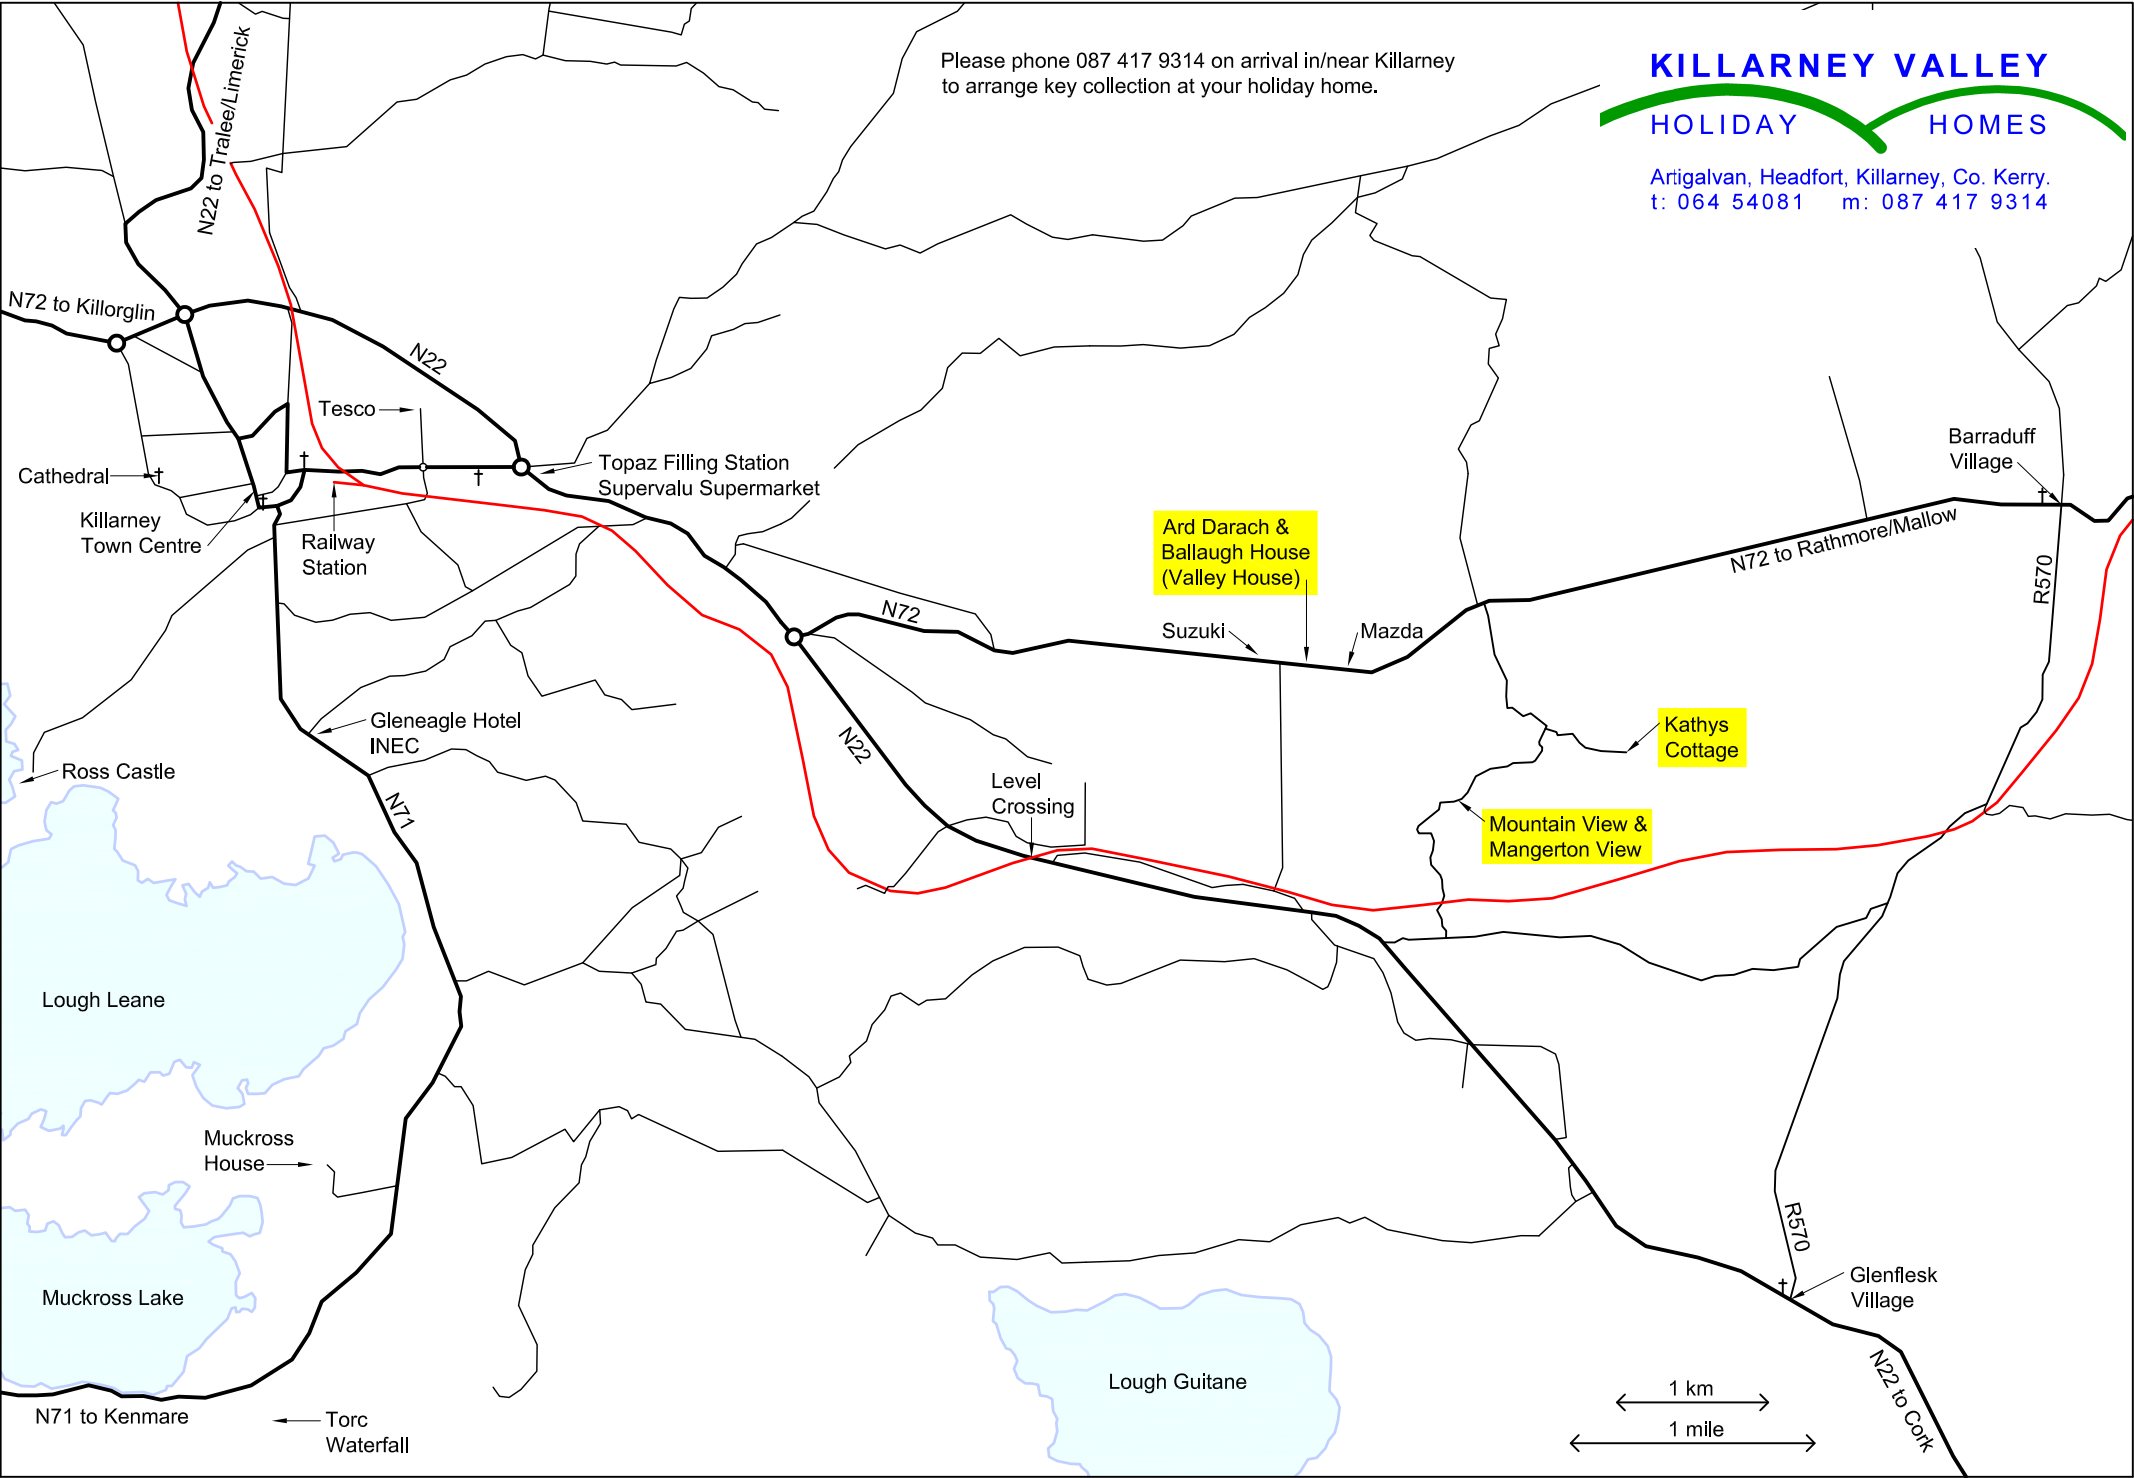 Please phone 087 417 9314 on arrival in/near Killarney
to arrange key collection at your holiday home.
KILLARNEY VALLEY
HOLIDAY HOMES
Artigalvan, Headfort, Killarney, Co. Kerry.
t: 064 54081 m: 087 417 9314
N22 to Tralee/Limerick
N72 to Killorglin
N22
Tesco
Cathedral
Killarney
Town Centre
Railway
Station
Topaz Filling Station
Supervalu Supermarket
Barraduff
Village
N72 to Rathmore/Mallow
R570
Ard Darach &
Ballaugh House
(Valley House)
N72
Suzuki
Mazda
Gleneagle Hotel
INEC
Ross Castle
N71
N22
Level
Crossing
Kathys
Cottage
Mountain View &
Mangerton View
Lough Leane
Muckross
House
Muckross Lake
R570
Glenflesk
Village
Lough Guitane
N22 to Cork
1 km
1 mile
N71 to Kenmare
Torc
Waterfall